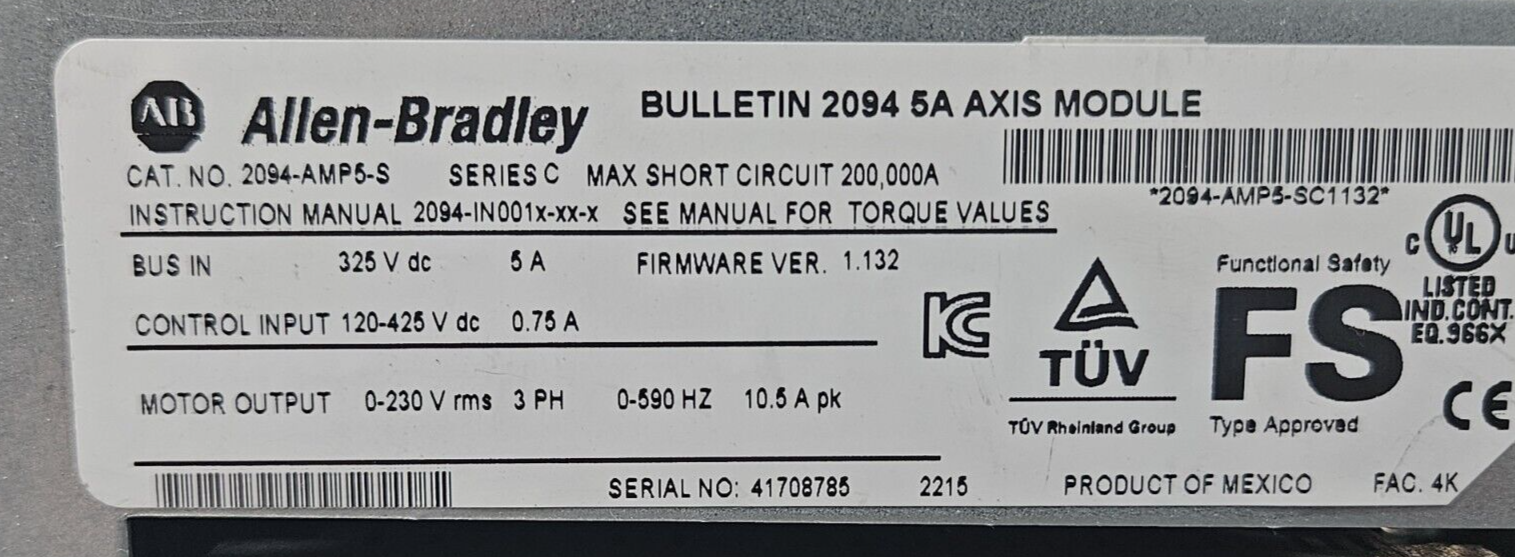 AB Allen-Bradley BULLETIN 2094 5A AXIS MODULE
CAT. NO. 2094-AMP5-S SERIES C MAX SHORT CIRCUIT 200,000A
*2094-AMP5-SC1132*
INSTRUCTION MANUAL 2094-IN001x-xx-x SEE MANUAL FOR TORQUE VALUES
BUS IN 325 V dc 5 A FIRMWARE VER. 1.132
CONTROL INPUT 120-425 V dc 0.75 A
MOTOR OUTPUT 0-230 V rms 3 PH 0-590 HZ 10.5 A pk
KC
TÜV
TÜV Rheinland Group
Functional Safety
FS
Type Approved
C UL
LISTED
IND.CONT.
EQ.966X
CE
SERIAL NO: 41708785 2215 PRODUCT OF MEXICO FAC. 4K